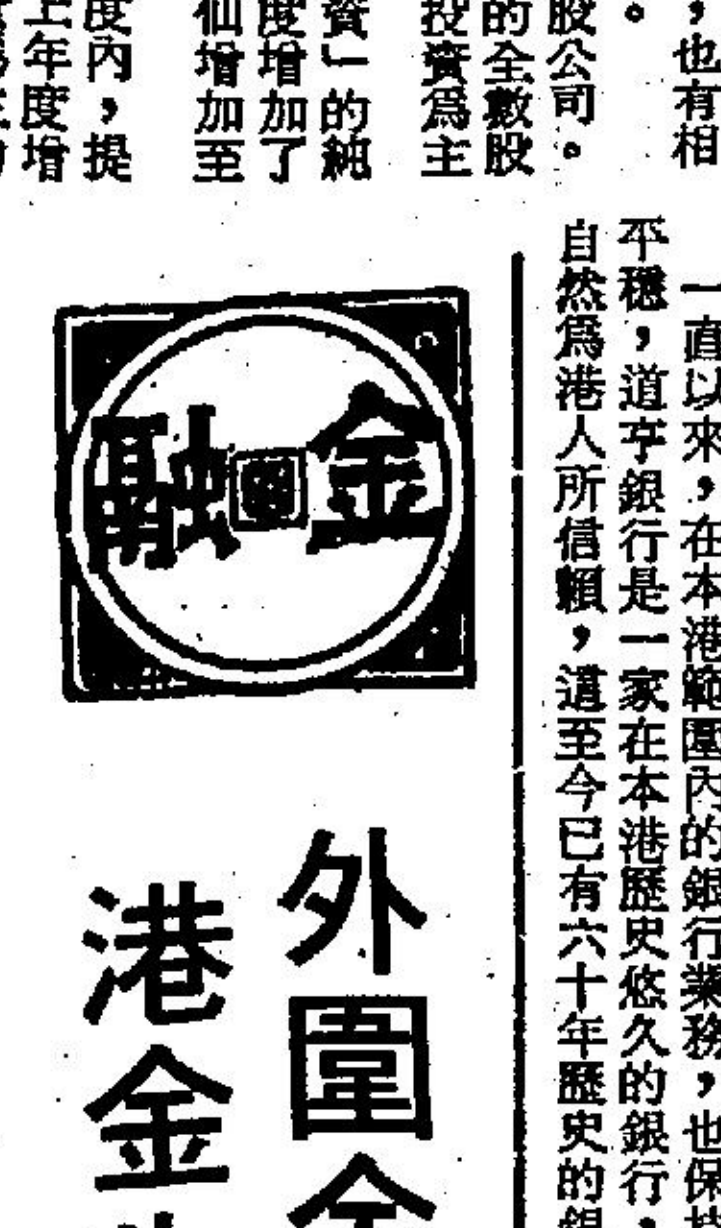 ，也有相
。
股公司。
的全數股
投資爲主
資」的純
度增加了
仙增加至
度內，提
上年度增
一直以來，在本港範圍內的銀行業務，也保持
平穩，道亨銀行是一家在本港歷史悠久的銀行。
自然爲港人所信賴，這至今已有六十年歷史的銀
金融
外圍金
港金